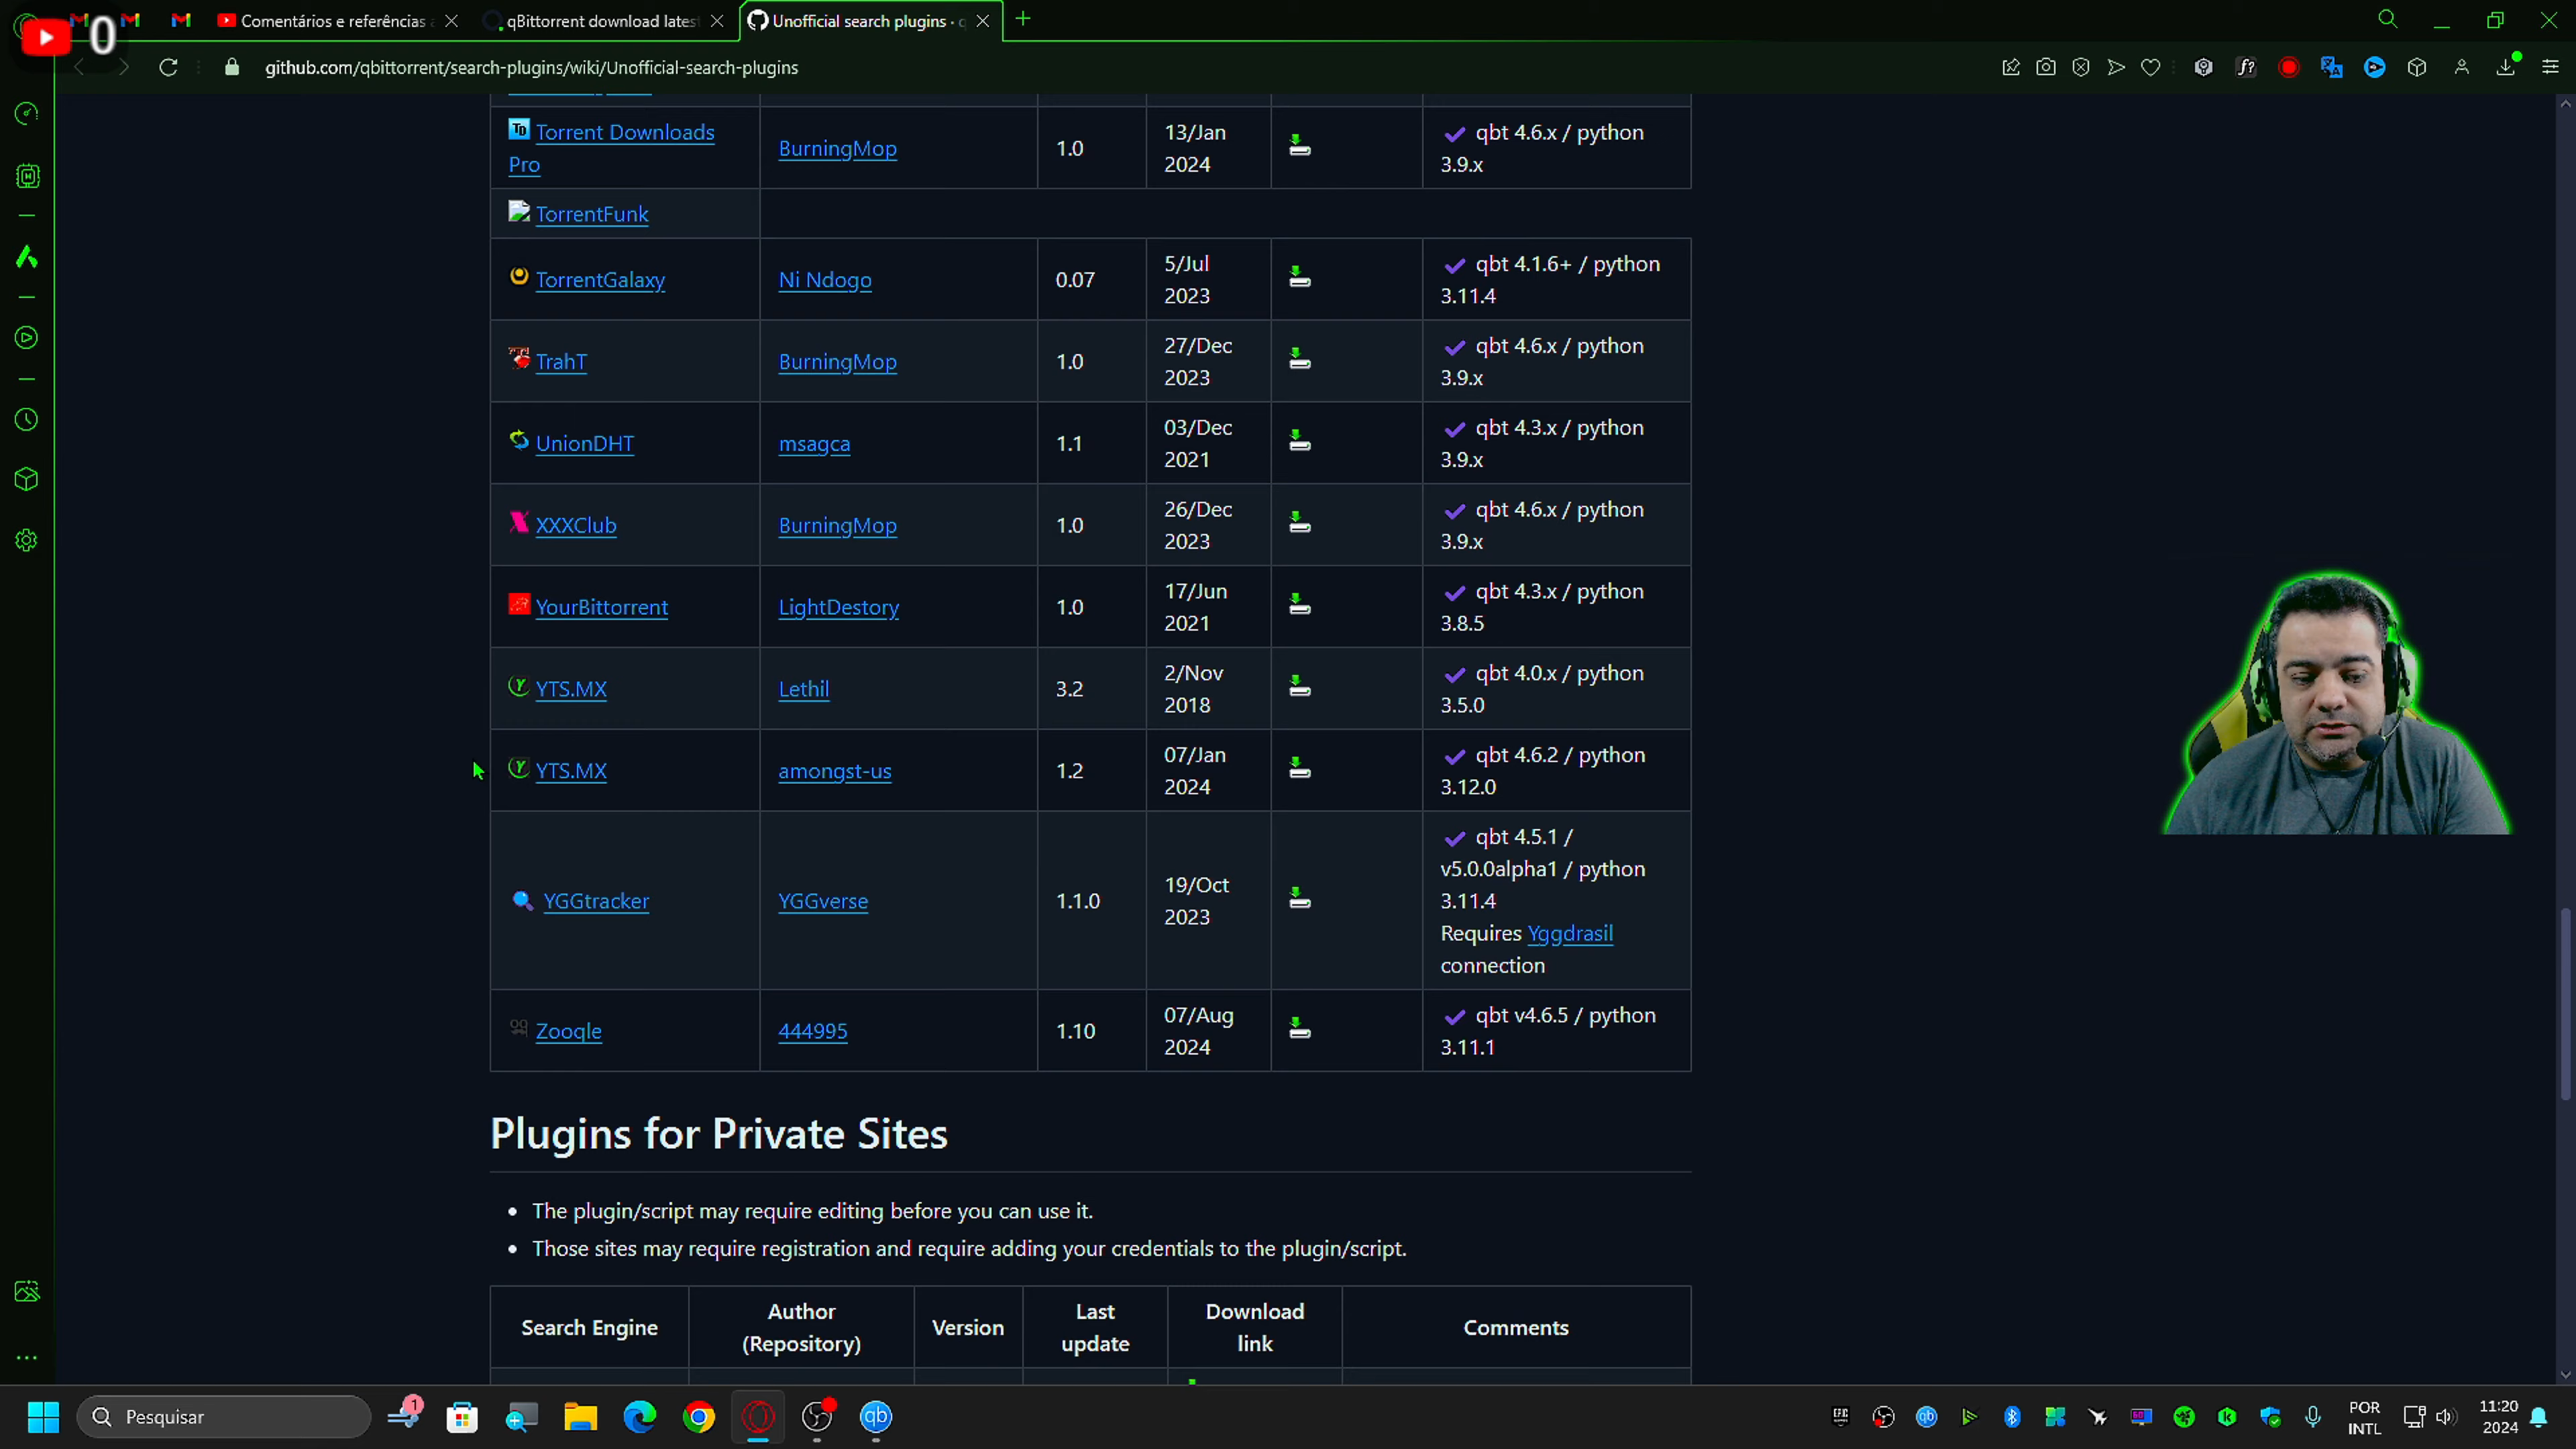 0
Comentários e referências a
qBittorrent download latest
Unofficial search plugins · q
github.com/qbittorrent/search-plugins/wiki/Unofficial-search-plugins
Torrent Downloads Pro BurningMop 1.0 13/Jan 2024 qbt 4.6.x / python 3.9.x
TorrentFunk
TorrentGalaxy Ni Ndogo 0.07 5/Jul 2023 qbt 4.1.6+ / python 3.11.4
TrahT BurningMop 1.0 27/Dec 2023 qbt 4.6.x / python 3.9.x
UnionDHT msagca 1.1 03/Dec 2021 qbt 4.3.x / python 3.9.x
XXXClub BurningMop 1.0 26/Dec 2023 qbt 4.6.x / python 3.9.x
YourBittorrent LightDestory 1.0 17/Jun 2021 qbt 4.3.x / python 3.8.5
YTS.MX Lethil 3.2 2/Nov 2018 qbt 4.0.x / python 3.5.0
YTS.MX amongst-us 1.2 07/Jan 2024 qbt 4.6.2 / python 3.12.0
YGGtracker YGGverse 1.1.0 19/Oct 2023 qbt 4.5.1 / v5.0.0alpha1 / python 3.11.4 Requires Yggdrasil connection
Zooqle 444995 1.10 07/Aug 2024 qbt v4.6.5 / python 3.11.1
Plugins for Private Sites
• The plugin/script may require editing before you can use it.
• Those sites may require registration and require adding your credentials to the plugin/script.
Search Engine Author (Repository) Version Last update Download link Comments
Pesquisar
1
POR
INTL
11:20
2024